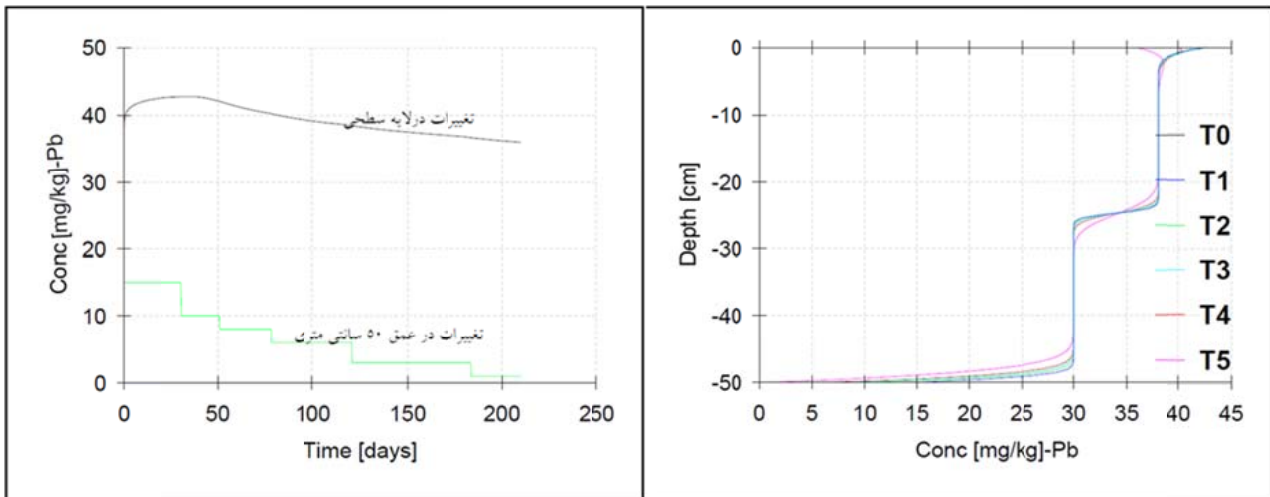 50
40
30
20
10
0
Conc [mg/kg]-Pb
تغییرات درلایه سطحی
تغییرات در عمق ۵۰ سانتی متری
0 50 100 150 200 250
Time [days]
0
-10
-20
-30
-40
-50
Depth [cm]
T0
T1
T2
T3
T4
T5
0 5 10 15 20 25 30 35 40 45
Conc [mg/kg]-Pb